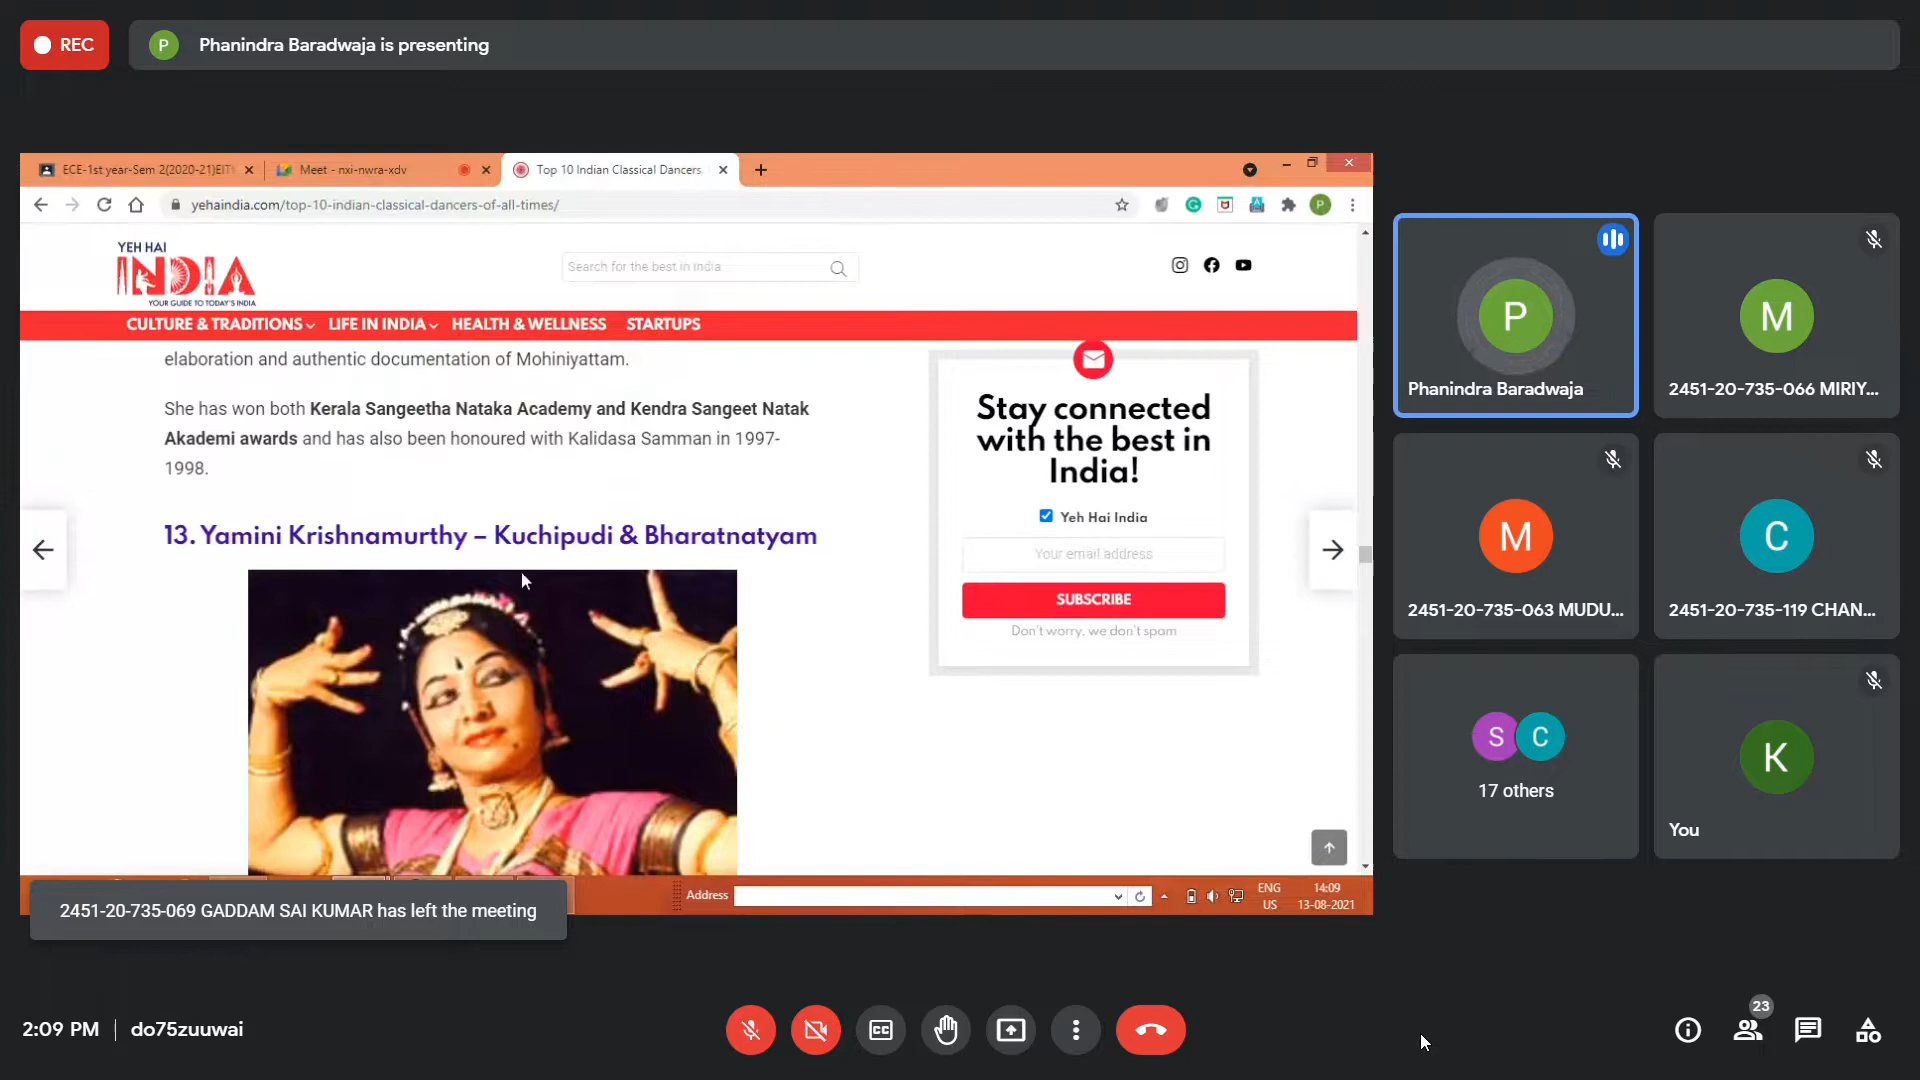 REC
P
Phanindra Baradwaja is presenting
ECE-1st year-Sem 2(2020-21)EIT
Meet - nxi-nwra-xdv
Top 10 Indian Classical Dancers
yehaindia.com/top-10-indian-classical-dancers-of-all-times/
P
YEH HAI
INDIA
YOUR GUIDE TO TODAY'S INDIA
Search for the best in India...
CULTURE & TRADITIONS LIFE IN INDIA HEALTH & WELLNESS STARTUPS
elaboration and authentic documentation of Mohiniyattam.
She has won both Kerala Sangeetha Nataka Academy and Kendra Sangeet Natak
Akademi awards and has also been honoured with Kalidasa Samman in 1997-
1998.
13. Yamini Krishnamurthy – Kuchipudi & Bharatnatyam
Stay connected
with the best in
India!
Yeh Hai India
Your email address
SUBSCRIBE
Don't worry, we don't spam
Address
ENG
US
14:09
13-08-2021
2451-20-735-069 GADDAM SAI KUMAR has left the meeting
P
Phanindra Baradwaja
M
2451-20-735-066 MIRIY...
M
2451-20-735-063 MUDU...
C
2451-20-735-119 CHAN...
S C
17 others
K
You
2:09 PM | do75zuuwai
CC
23